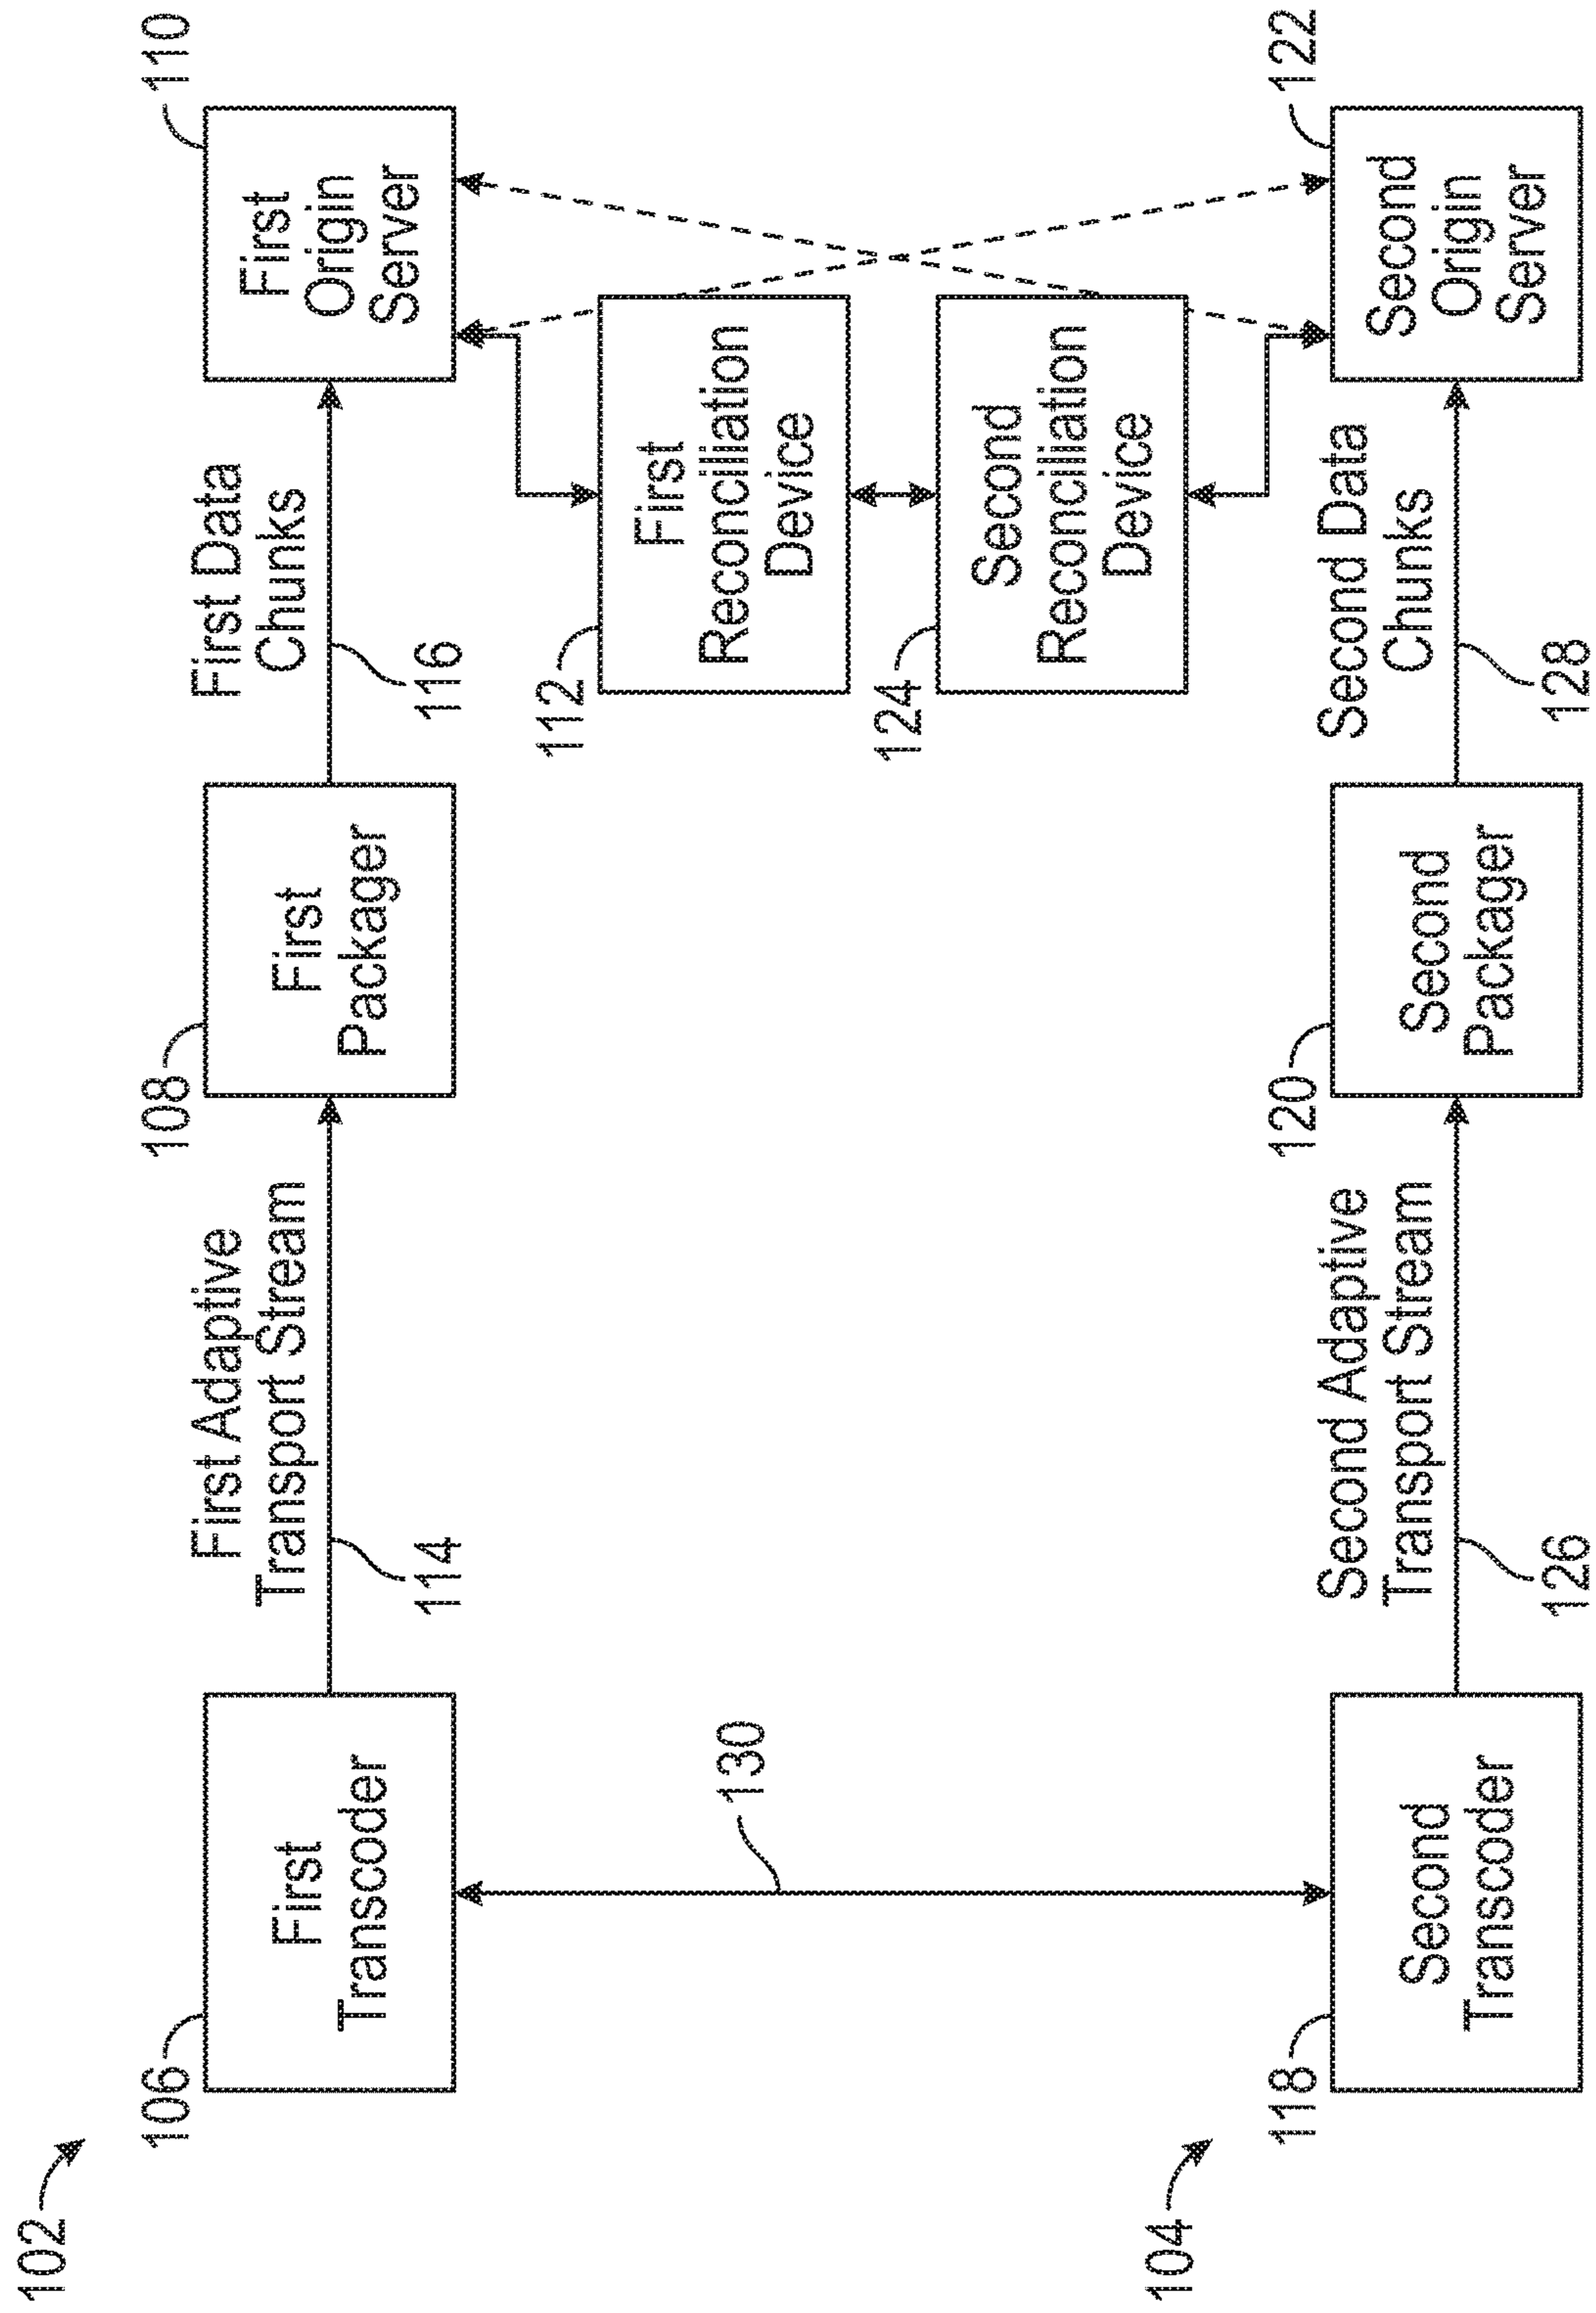 102
106
First
Transcoder
First Adaptive
Transport Stream
114
108
First
Packager
First Data
Chunks
116
110
First
Origin
Server
130
112
First
Reconciliation
Device
124
Second
Reconciliation
Device
104
118
Second
Transcoder
Second Adaptive
Transport Stream
126
120
Second
Packager
Second Data
Chunks
128
122
Second
Origin
Server